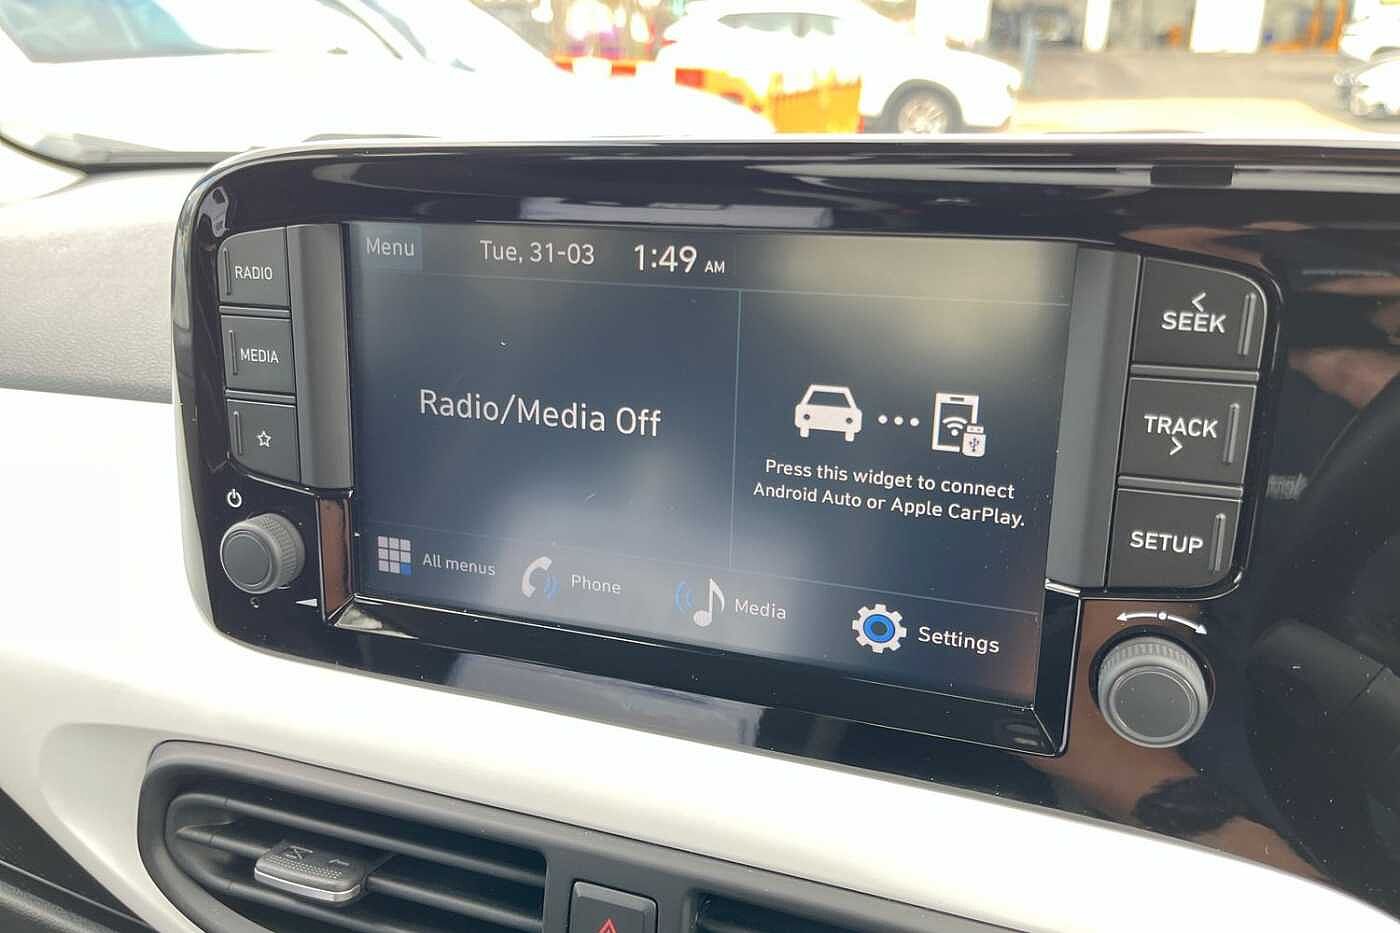 RADIO
MEDIA
Menu
Tue, 31-03
1:49 AM
Radio/Media Off
Press this widget to connect
Android Auto or Apple CarPlay.
All menus
Phone
Media
Settings
< SEEK
TRACK >
SETUP